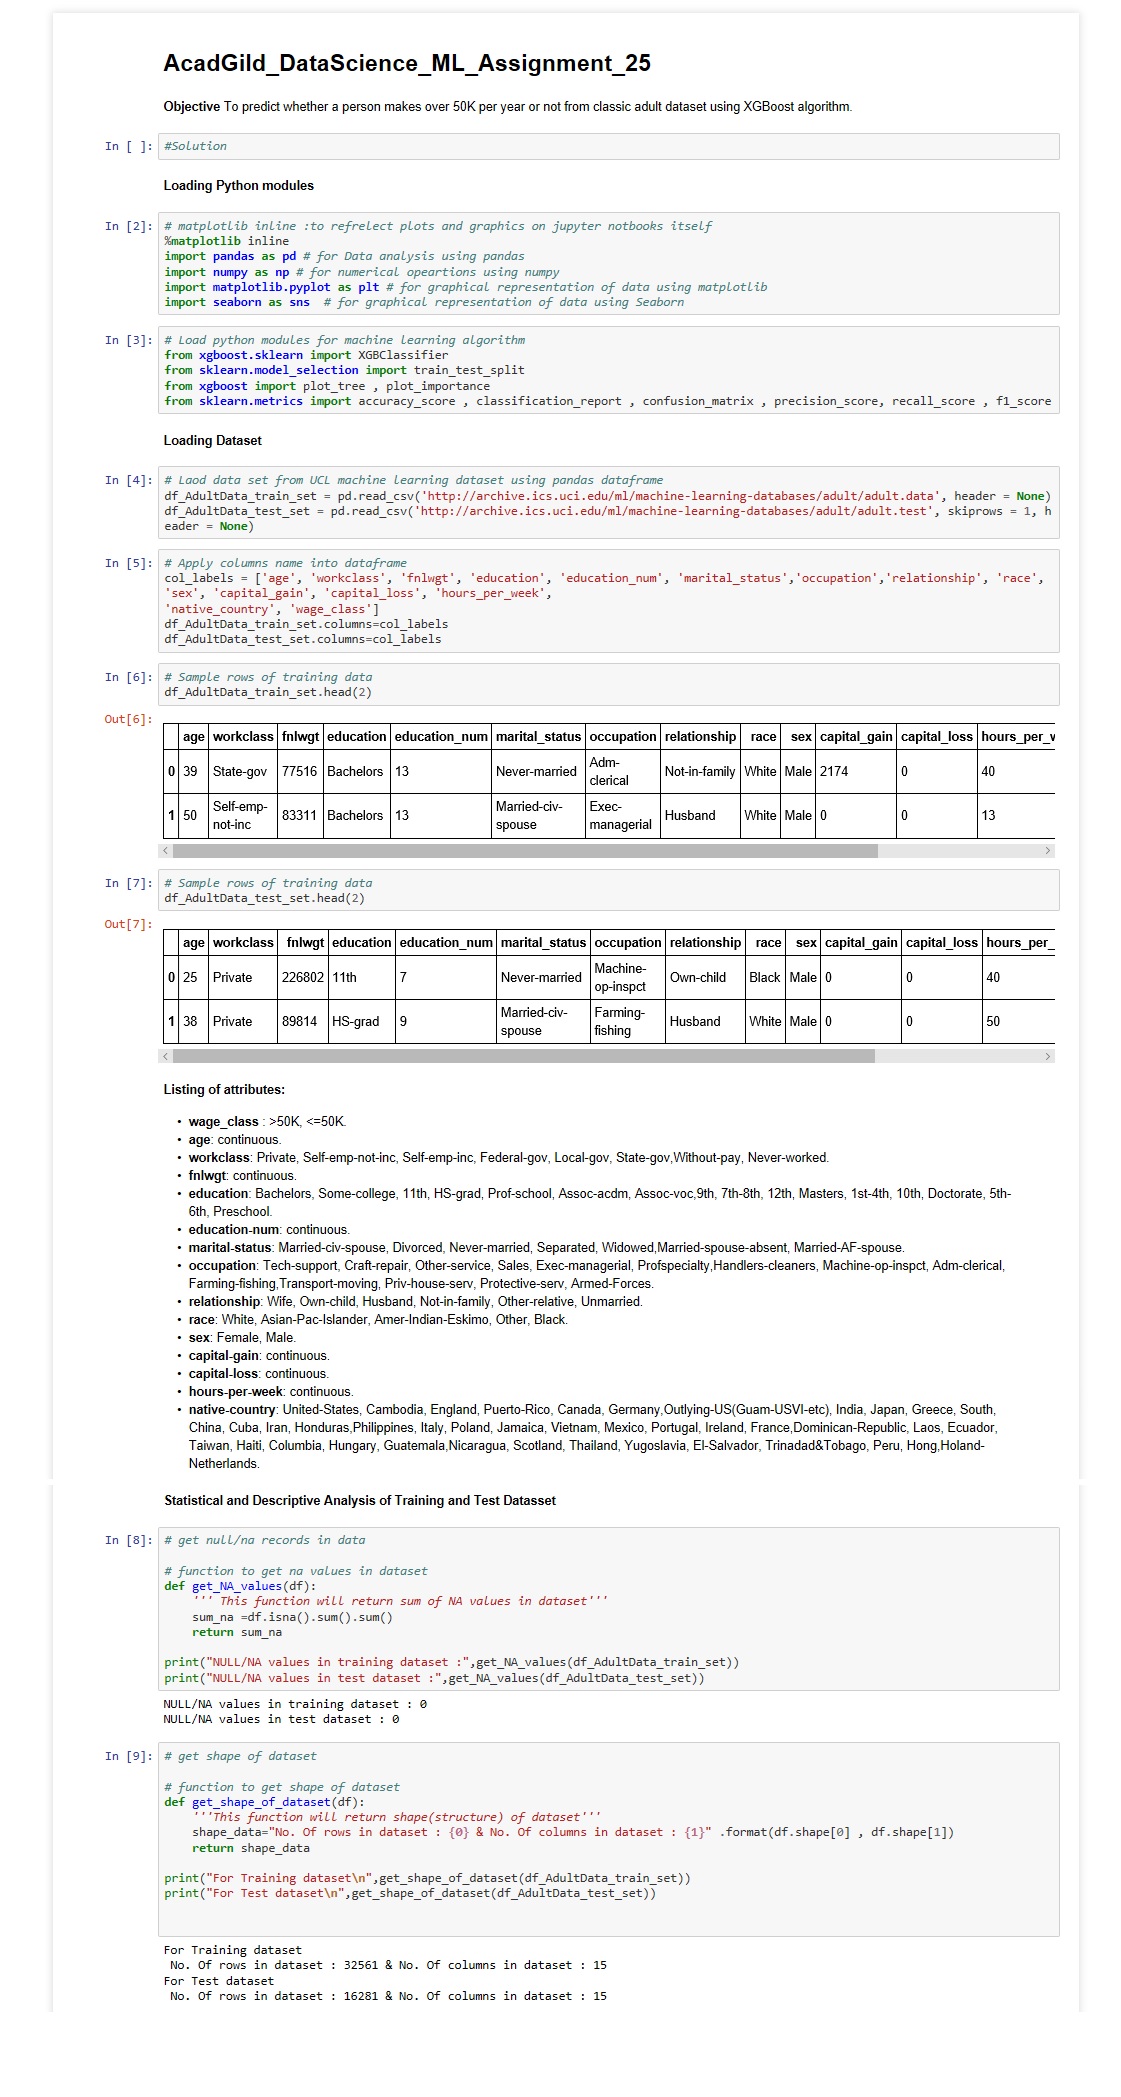 AcadGild_DataScience_ML_Assignment_25
Objective To predict whether a person makes over 50K per year or not from classic adult dataset using XGBoost algorithm.
In [ ]: #Solution
Loading Python modules
In [2]: # matplotlib inline :to refrelect plots and graphics on jupyter notbooks itself
%matplotlib inline
import pandas as pd # for Data analysis using pandas
import numpy as np # for numerical opeartions using numpy
import matplotlib.pyplot as plt # for graphical representation of data using matplotlib
import seaborn as sns  # for graphical representation of data using Seaborn
In [3]: # Load python modules for machine learning algorithm
from xgboost.sklearn import XGBClassifier
from sklearn.model_selection import train_test_split
from xgboost import plot_tree , plot_importance
from sklearn.metrics import accuracy_score , classification_report , confusion_matrix , precision_score, recall_score , f1_score
Loading Dataset
In [4]: # Laod data set from UCL machine learning dataset using pandas dataframe
df_AdultData_train_set = pd.read_csv('http://archive.ics.uci.edu/ml/machine-learning-databases/adult/adult.data', header = None)
df_AdultData_test_set = pd.read_csv('http://archive.ics.uci.edu/ml/machine-learning-databases/adult/adult.test', skiprows = 1, h
eader = None)
In [5]: # Apply columns name into dataframe
col_labels = ['age', 'workclass', 'fnlwgt', 'education', 'education_num', 'marital_status','occupation','relationship', 'race',
'sex', 'capital_gain', 'capital_loss', 'hours_per_week',
'native_country', 'wage_class']
df_AdultData_train_set.columns=col_labels
df_AdultData_test_set.columns=col_labels
In [6]: # Sample rows of training data
df_AdultData_train_set.head(2)
Out[6]:
age workclass fnlwgt education education_num marital_status occupation relationship race sex capital_gain capital_loss hours_per_w
0 39 State-gov 77516 Bachelors 13 Never-married Adm-clerical Not-in-family White Male 2174 0 40
1 50 Self-emp-not-inc 83311 Bachelors 13 Married-civ-spouse Exec-managerial Husband White Male 0 0 13
In [7]: # Sample rows of training data
df_AdultData_test_set.head(2)
Out[7]:
age workclass fnlwgt education education_num marital_status occupation relationship race sex capital_gain capital_loss hours_per_
0 25 Private 226802 11th 7 Never-married Machine-op-inspct Own-child Black Male 0 0 40
1 38 Private 89814 HS-grad 9 Married-civ-spouse Farming-fishing Husband White Male 0 0 50
Listing of attributes:
• wage_class : >50K, <=50K.
• age: continuous.
• workclass: Private, Self-emp-not-inc, Self-emp-inc, Federal-gov, Local-gov, State-gov,Without-pay, Never-worked.
• fnlwgt: continuous.
• education: Bachelors, Some-college, 11th, HS-grad, Prof-school, Assoc-acdm, Assoc-voc,9th, 7th-8th, 12th, Masters, 1st-4th, 10th, Doctorate, 5th-
6th, Preschool.
• education-num: continuous.
• marital-status: Married-civ-spouse, Divorced, Never-married, Separated, Widowed,Married-spouse-absent, Married-AF-spouse.
• occupation: Tech-support, Craft-repair, Other-service, Sales, Exec-managerial, Profspecialty,Handlers-cleaners, Machine-op-inspct, Adm-clerical,
Farming-fishing,Transport-moving, Priv-house-serv, Protective-serv, Armed-Forces.
• relationship: Wife, Own-child, Husband, Not-in-family, Other-relative, Unmarried.
• race: White, Asian-Pac-Islander, Amer-Indian-Eskimo, Other, Black.
• sex: Female, Male.
• capital-gain: continuous.
• capital-loss: continuous.
• hours-per-week: continuous.
• native-country: United-States, Cambodia, England, Puerto-Rico, Canada, Germany,Outlying-US(Guam-USVI-etc), India, Japan, Greece, South,
China, Cuba, Iran, Honduras,Philippines, Italy, Poland, Jamaica, Vietnam, Mexico, Portugal, Ireland, France,Dominican-Republic, Laos, Ecuador,
Taiwan, Haiti, Columbia, Hungary, Guatemala,Nicaragua, Scotland, Thailand, Yugoslavia, El-Salvador, Trinadad&Tobago, Peru, Hong,Holand-
Netherlands.
Statistical and Descriptive Analysis of Training and Test Datasset
In [8]: # get null/na records in data
# function to get na values in dataset
def get_NA_values(df):
    ''' This function will return sum of NA values in dataset'''
    sum_na =df.isna().sum().sum()
    return sum_na
print("NULL/NA values in training dataset :",get_NA_values(df_AdultData_train_set))
print("NULL/NA values in test dataset :",get_NA_values(df_AdultData_test_set))
NULL/NA values in training dataset : 0
NULL/NA values in test dataset : 0
In [9]: # get shape of dataset
# function to get shape of dataset
def get_shape_of_dataset(df):
    '''This function will return shape(structure) of dataset'''
    shape_data="No. Of rows in dataset : {0} & No. Of columns in dataset : {1}" .format(df.shape[0] , df.shape[1])
    return shape_data
print("For Training dataset\n",get_shape_of_dataset(df_AdultData_train_set))
print("For Test dataset\n",get_shape_of_dataset(df_AdultData_test_set))
For Training dataset
 No. Of rows in dataset : 32561 & No. Of columns in dataset : 15
For Test dataset
 No. Of rows in dataset : 16281 & No. Of columns in dataset : 15